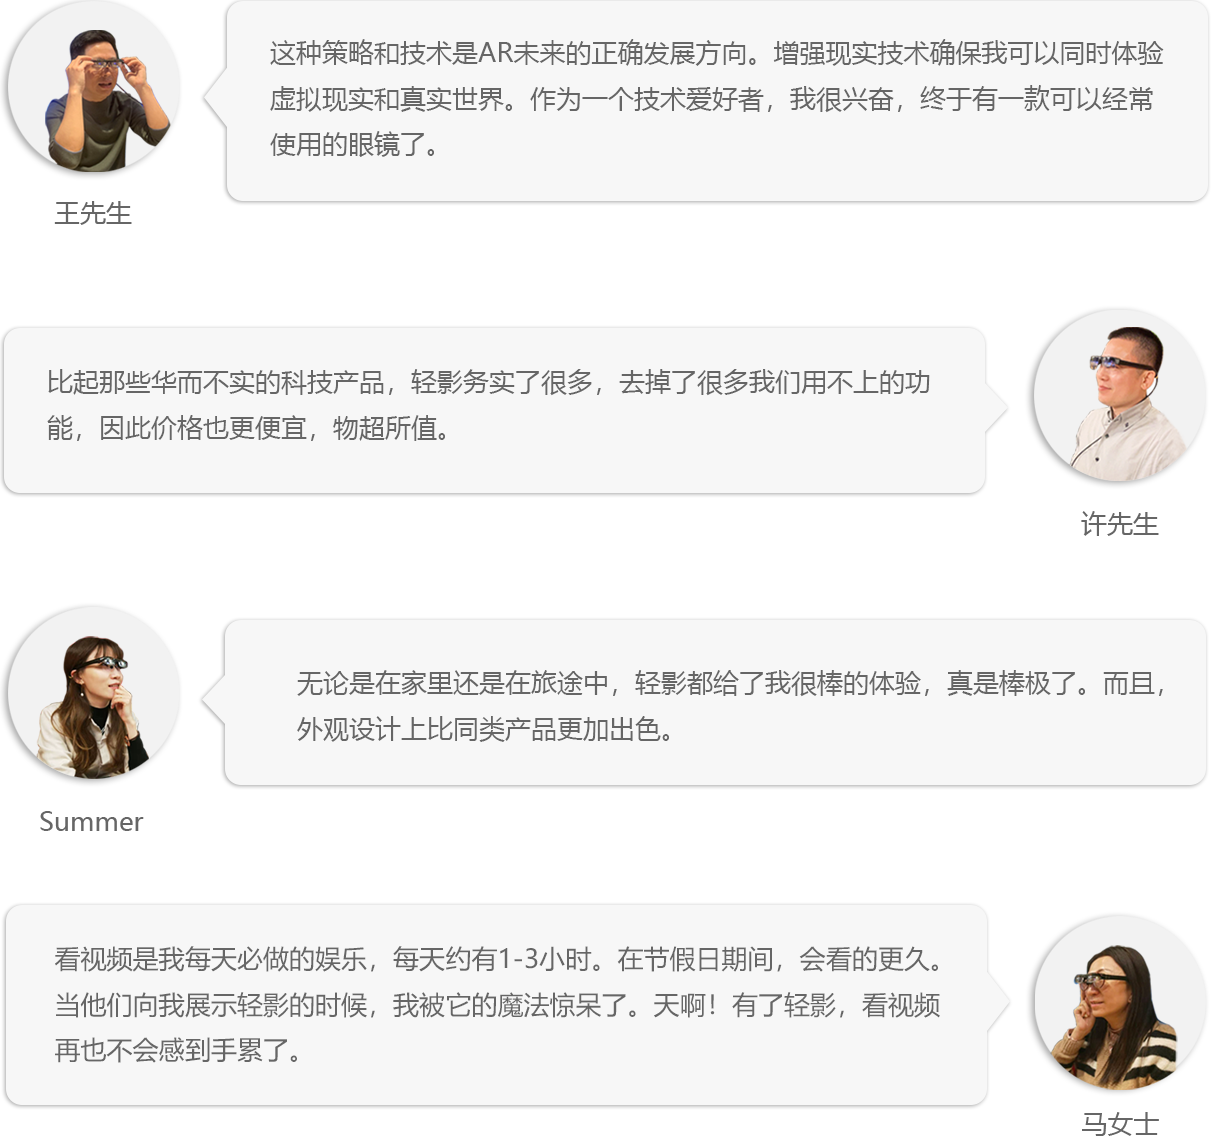 这种策略和技术是AR未来的正确发展方向。增强现实技术确保我可以同时体验
虚拟现实和真实世界。作为一个技术爱好者，我很兴奋，终于有一款可以经常
使用的眼镜了。
王先生
比起那些华而不实的科技产品，轻影务实了很多，去掉了很多我们用不上的功
能，因此价格也更便宜，物超所值。
许先生
无论是在家里还是在旅途中，轻影都给了我很棒的体验，真是棒极了。而且，
外观设计上比同类产品更加出色。
Summer
看视频是我每天必做的娱乐，每天约有1-3小时。在节假日期间，会看的更久。
当他们向我展示轻影的时候，我被它的魔法惊呆了。天啊！有了轻影，看视频
再也不会感到手累了。
马女士